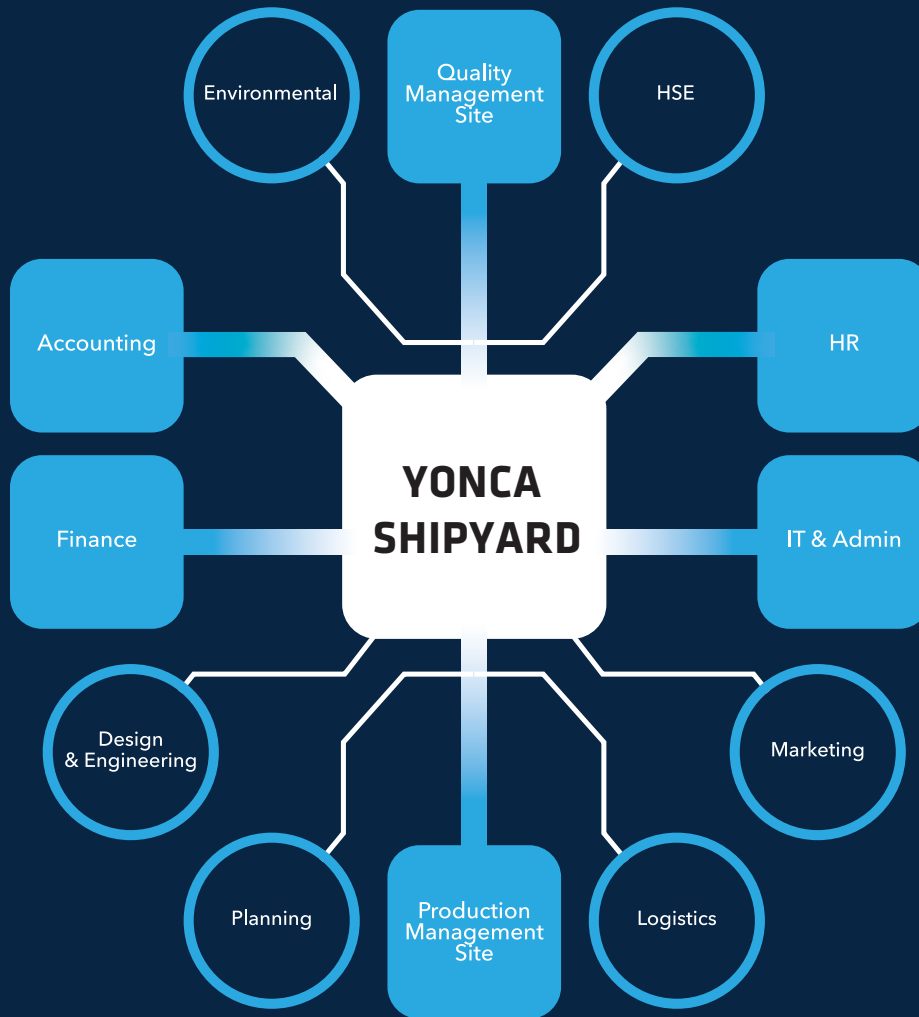 Environmental
Quality
Management
Site
HSE
Accounting
HR
YONCA
SHIPYARD
Finance
IT & Admin
Design
& Engineering
Marketing
Planning
Production
Management
Site
Logistics